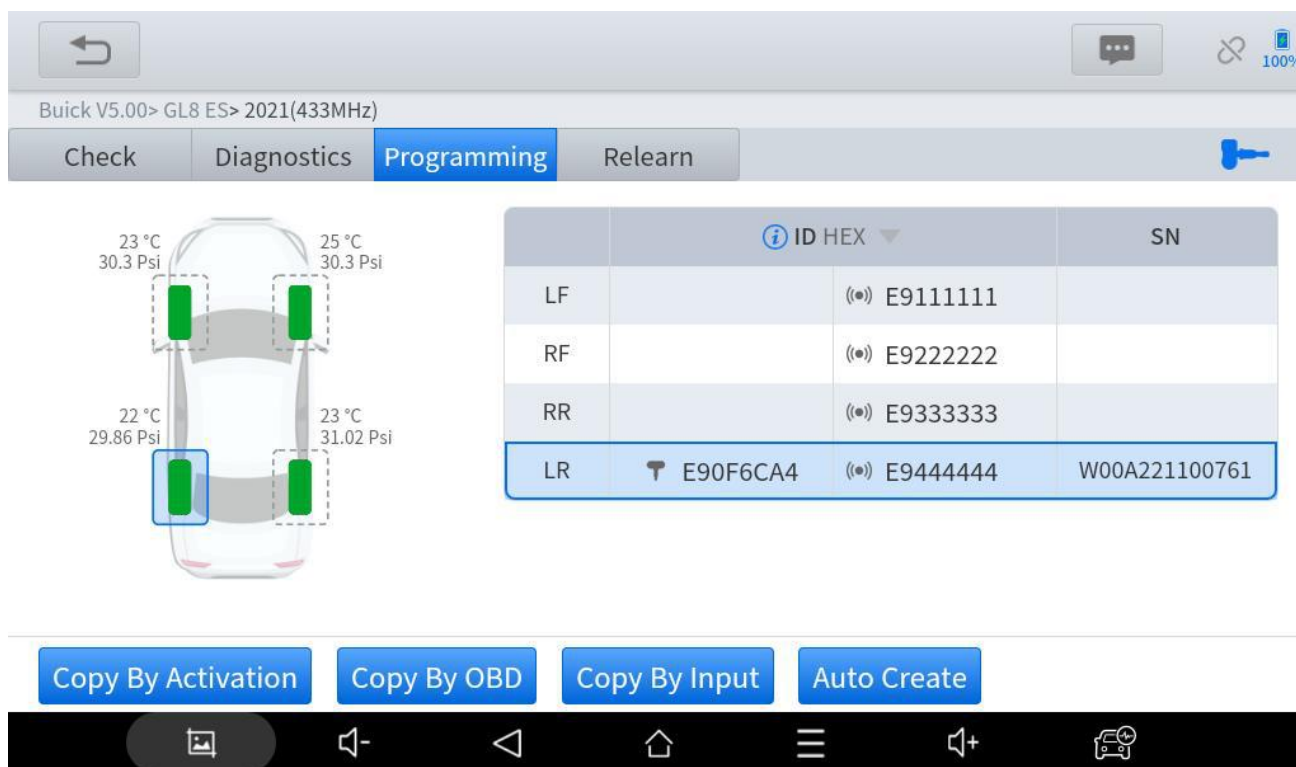 100%
Buick V5.00> GL8 ES> 2021(433MHz)
Check Diagnostics Programming Relearn
23 °C 25 °C
30.3 Psi 30.3 Psi
22 °C 23 °C
29.86 Psi 31.02 Psi
ID HEX SN
LF E9111111
RF E9222222
RR E9333333
LR E90F6CA4 E9444444 W00A221100761
Copy By Activation Copy By OBD Copy By Input Auto Create